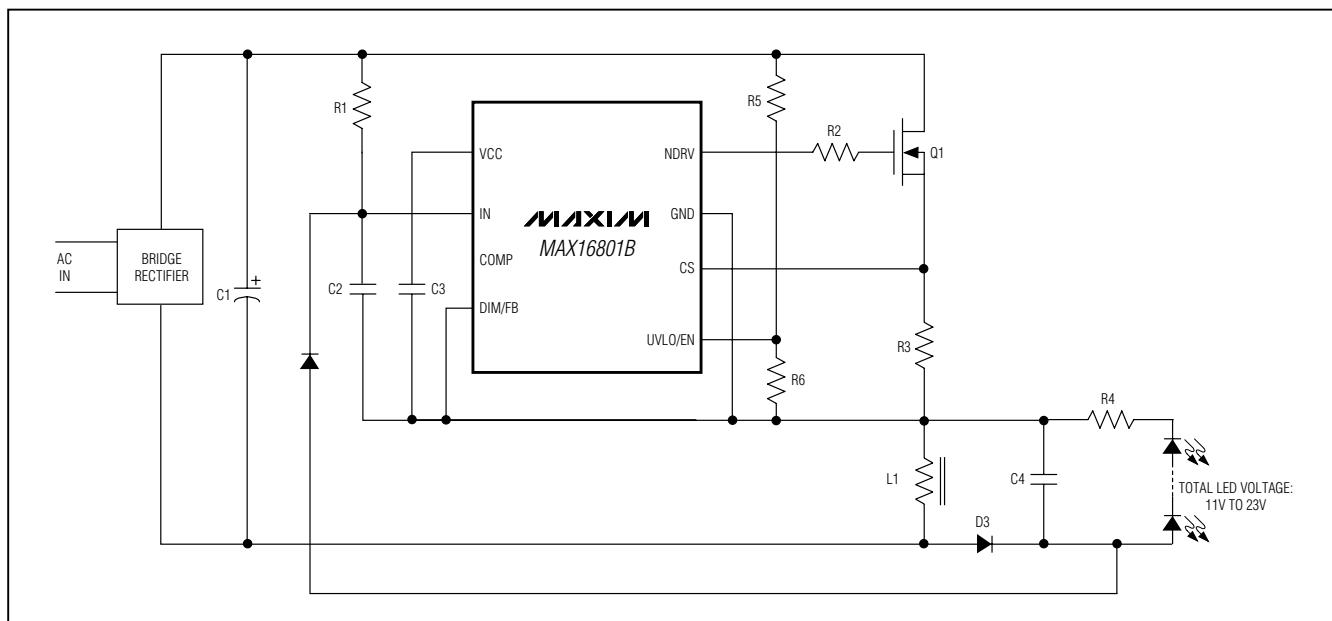 R1
R5
R2
VCC
NDRV
Q1
IN
MAXIM
GND
MAX16801B
AC
IN
BRIDGE
RECTIFIER
COMP
CS
C1
+
C2
C3
DIM/FB
UVLO/EN
R3
R6
R4
L1
C4
TOTAL LED VOLTAGE:
11V TO 23V
D3